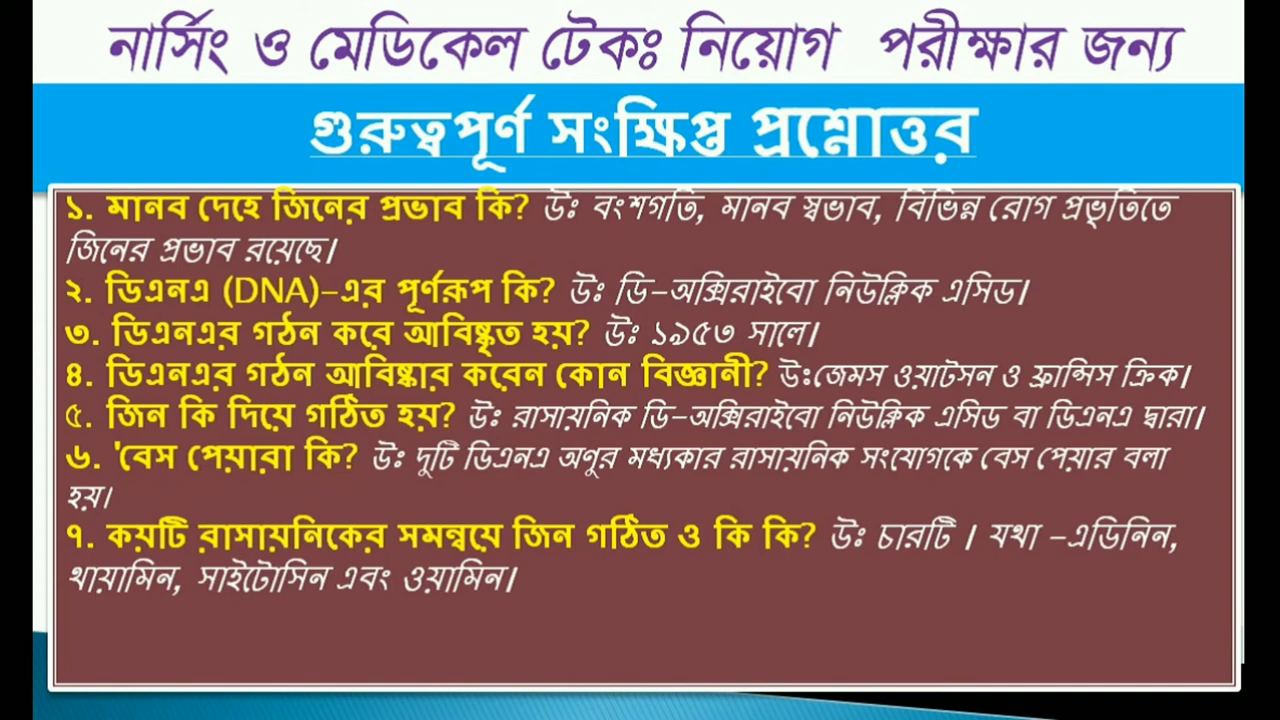 নার্সিং ও মেডিকেল টেকঃ নিয়োগ পরীক্ষার জন্য
গুরুত্বপূর্ণ সংক্ষিপ্ত প্রশ্নোত্তর
১. মানব দেহে জিনের প্রভাব কি? উঃ বংশগতি, মানব স্বভাব, বিভিন্ন রোগ প্রভৃতিতে
জিনের প্রভাব রয়েছে।
২. ডিএনএ (DNA)-এর পূর্ণরূপ কি? উঃ ডি-অক্সিরাইবো নিউক্লিক এসিড।
৩. ডিএনএর গঠন কবে আবিষ্কৃত হয়? উঃ ১৯৫৩ সালে।
৪. ডিএনএর গঠন আবিষ্কার করেন কোন বিজ্ঞানী? উঃজেমস ওয়াটসন ও ফ্রান্সিস ক্রিক।
৫. জিন কি দিয়ে গঠিত হয়? উঃ রাসায়নিক ডি-অক্সিরাইবো নিউক্লিক এসিড বা ডিএনএ দ্বারা।
৬. 'বেস পেয়ারা কি? উঃ দুটি ডিএনএ অণুর মধ্যকার রাসায়নিক সংযোগকে বেস পেয়ার বলা
হয়।
৭. কয়টি রাসায়নিকের সমন্বয়ে জিন গঠিত ও কি কি? উঃ চারটি । যথা -এডিনিন,
থায়ামিন, সাইটোসিন এবং ওয়ামিন।